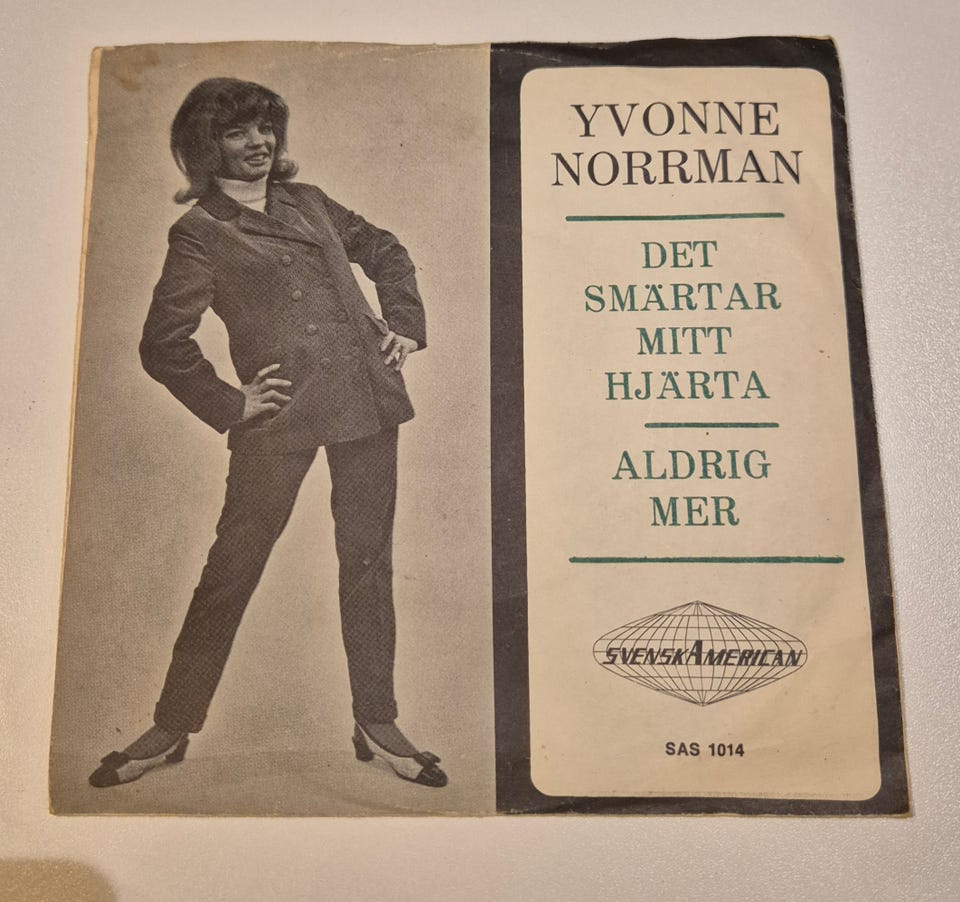 YVONNE
NORRMAN
DET
SMÄRTAR
MITT
HJÄRTA
ALDRIG
MER
SVENSKAMERICAN
SAS 1014